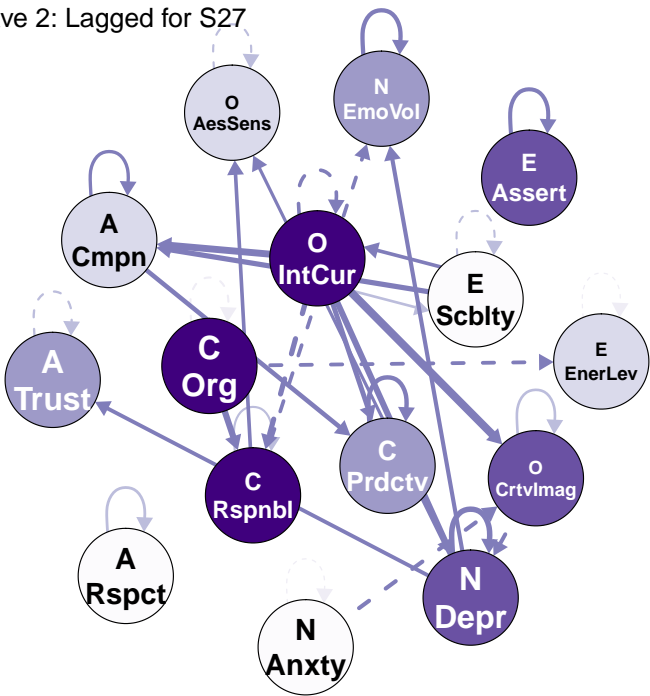 ve 2: Lagged for S27
O
AesSens
N
EmoVol
E
Assert
A
Cmpn
O
IntCur
E
Scblty
C
Org
E
EnerLev
A
Trust
C
Prdctv
O
CrtvImag
C
Rspnbl
A
Rspct
N
Depr
N
Anxty